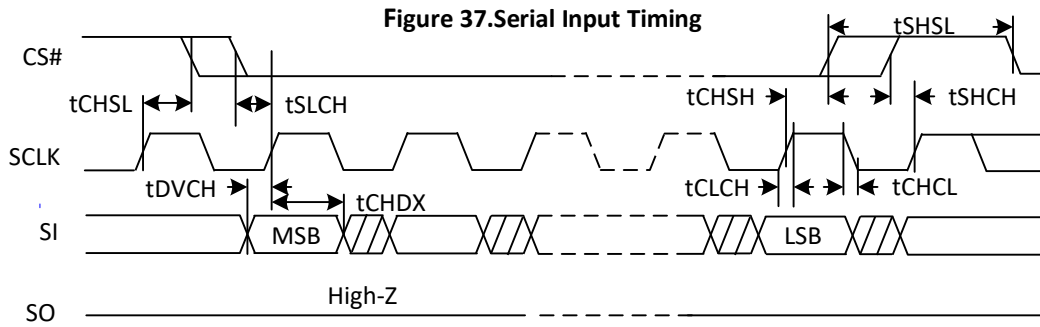 Figure 37.Serial Input Timing
tSHSL
CS#
tCHSL
tSLCH
tCHSH
tSHCH
SCLK
tDVCH
tCHDX
tCLCH
tCHCL
SI
MSB
LSB
High-Z
SO